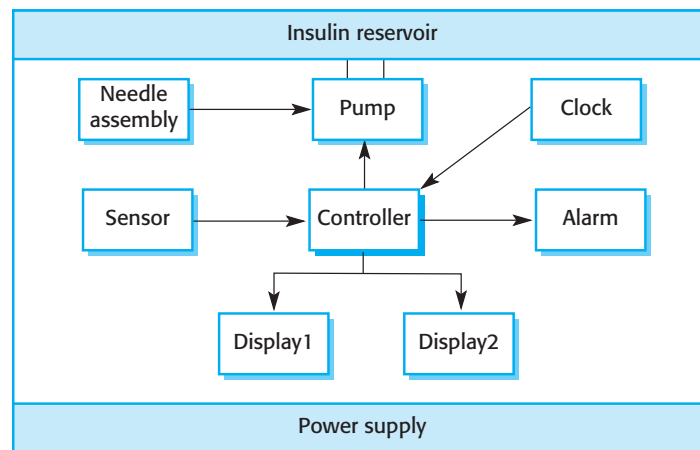 Insulin reservoir
Needle
assembly
Pump
Clock
Sensor
Controller
Alarm
Display1
Display2
Power supply